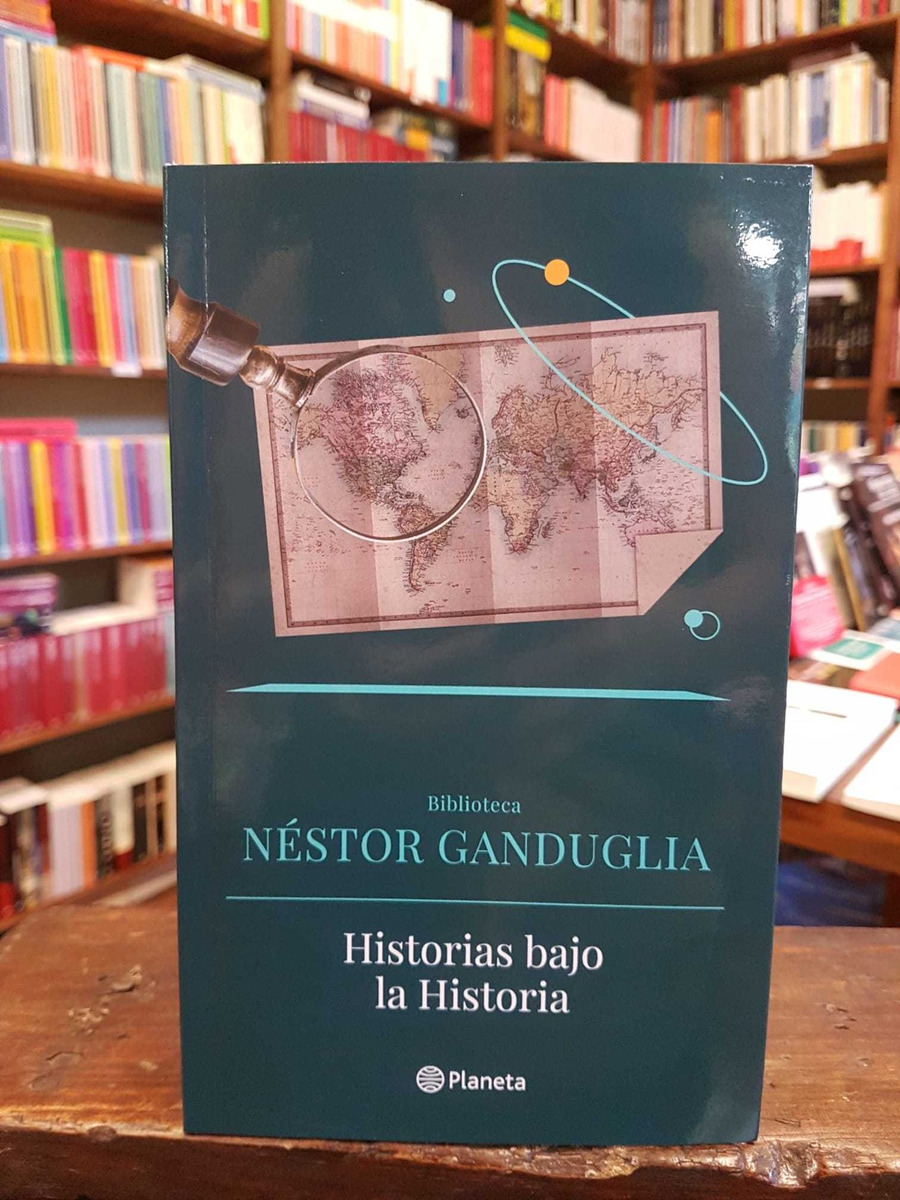 Biblioteca
NÉSTOR GANDUGLIA
Historias bajo
la Historia
Planeta